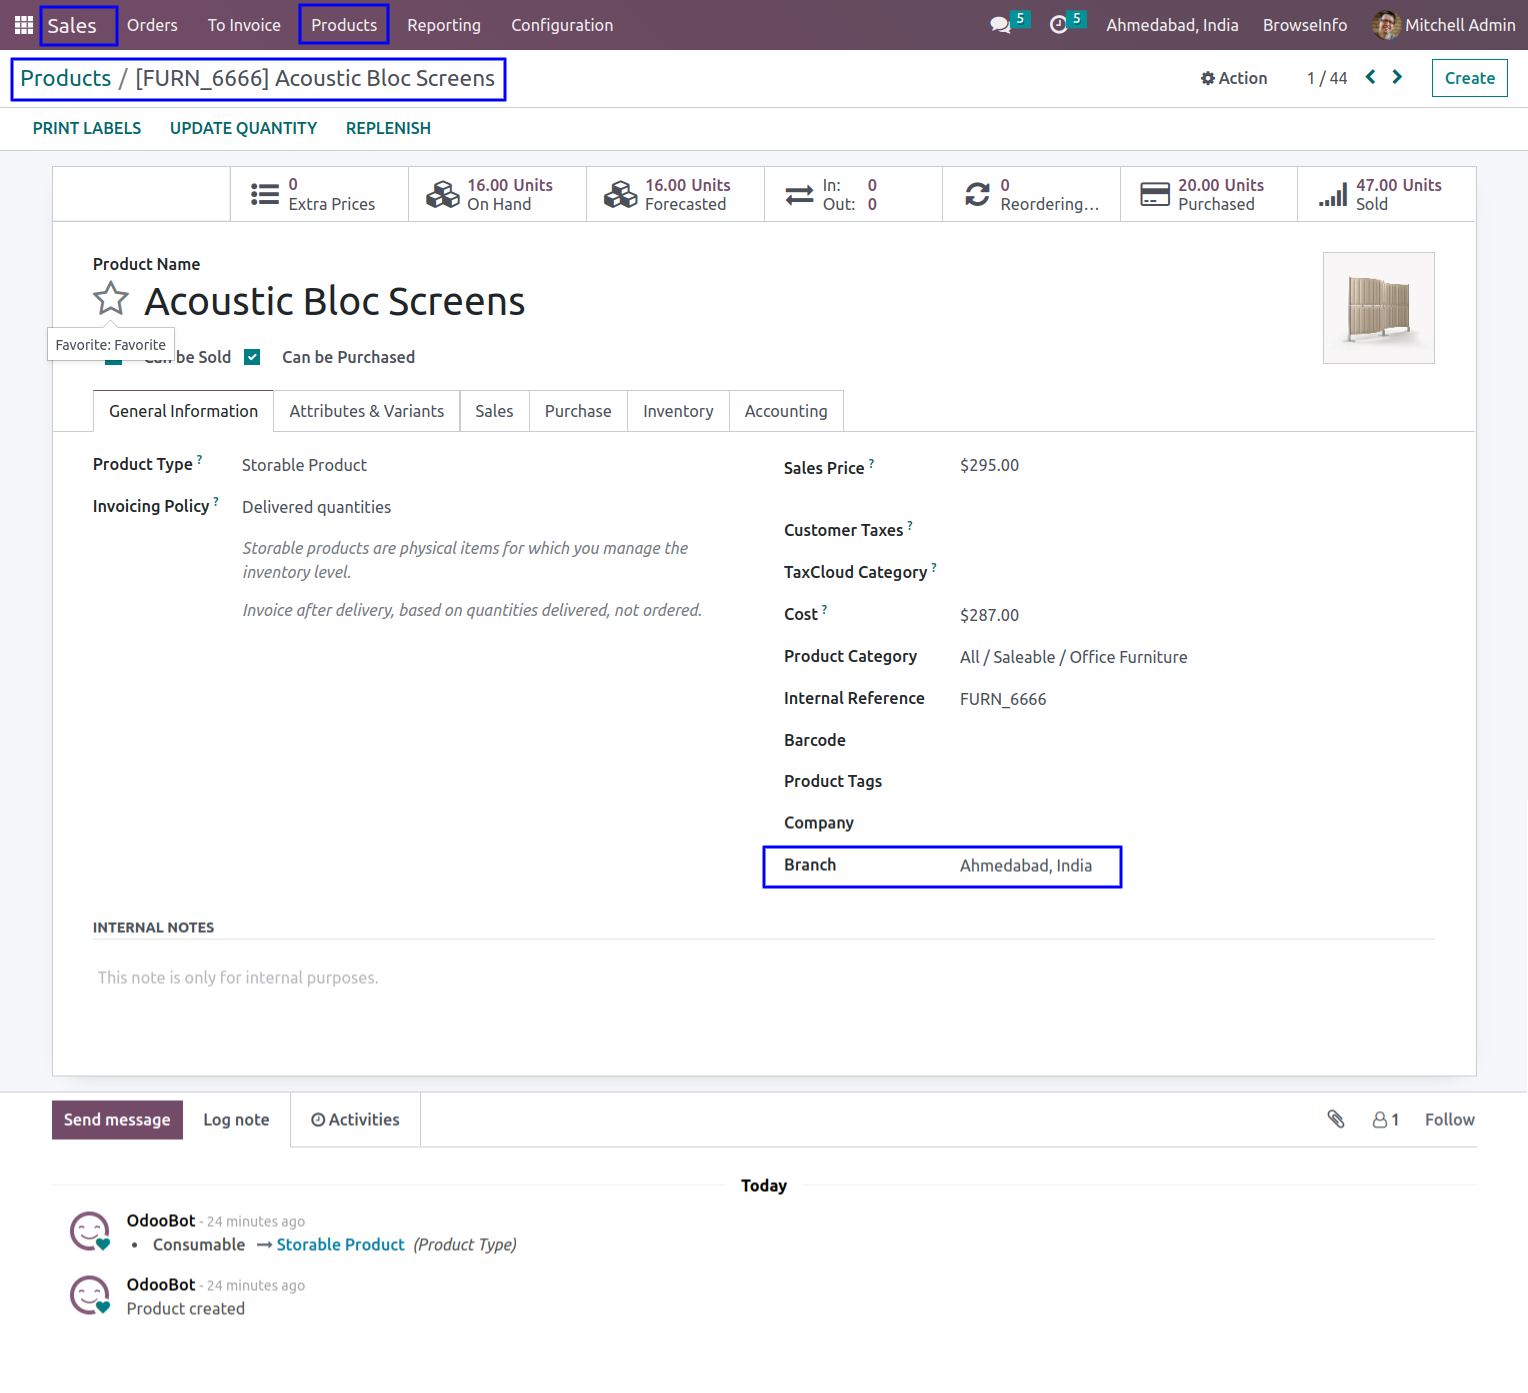 Sales Orders To Invoice Products Reporting Configuration 5 5 Ahmedabad, India BrowseInfo Mitchell Admin
Products / [FURN_6666] Acoustic Bloc Screens Action 1 / 44 Create
PRINT LABELS UPDATE QUANTITY REPLENISH
0 16.00 Units 16.00 Units In: 0 0 20.00 Units 47.00 Units
Extra Prices On Hand Forecasted Out: 0 Reordering... Purchased Sold
Product Name
Acoustic Bloc Screens
Favorite: Favorite
Can be Sold Can be Purchased
General Information Attributes & Variants Sales Purchase Inventory Accounting
Product Type ? Storable Product Sales Price ? $295.00
Invoicing Policy ? Delivered quantities
Customer Taxes ?
Storable products are physical items for which you manage the
inventory level. TaxCloud Category ?
Invoice after delivery, based on quantities delivered, not ordered. Cost ? $287.00
Product Category All / Saleable / Office Furniture
Internal Reference FURN_6666
Barcode
Product Tags
Company
Branch Ahmedabad, India
INTERNAL NOTES
This note is only for internal purposes.
Send message Log note Activities 1 Follow
Today
OdooBot - 24 minutes ago
• Consumable → Storable Product (Product Type)
OdooBot - 24 minutes ago
Product created